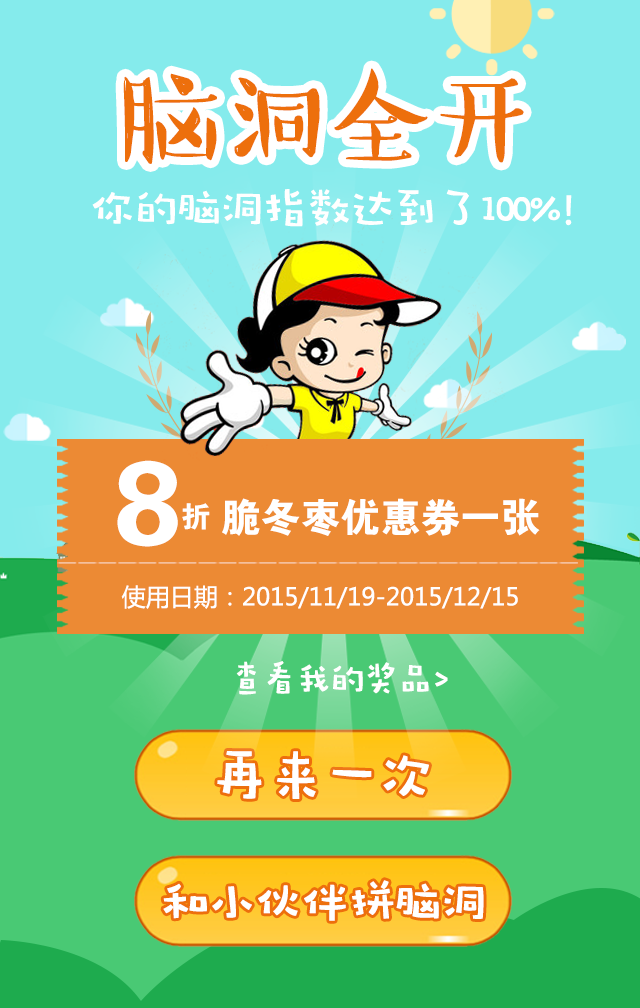 脑洞全开
你的脑洞指数达到了100%!
8折 脆冬枣优惠券一张
使用日期：2015/11/19-2015/12/15
查看我的奖品>
再来一次
和小伙伴拼脑洞